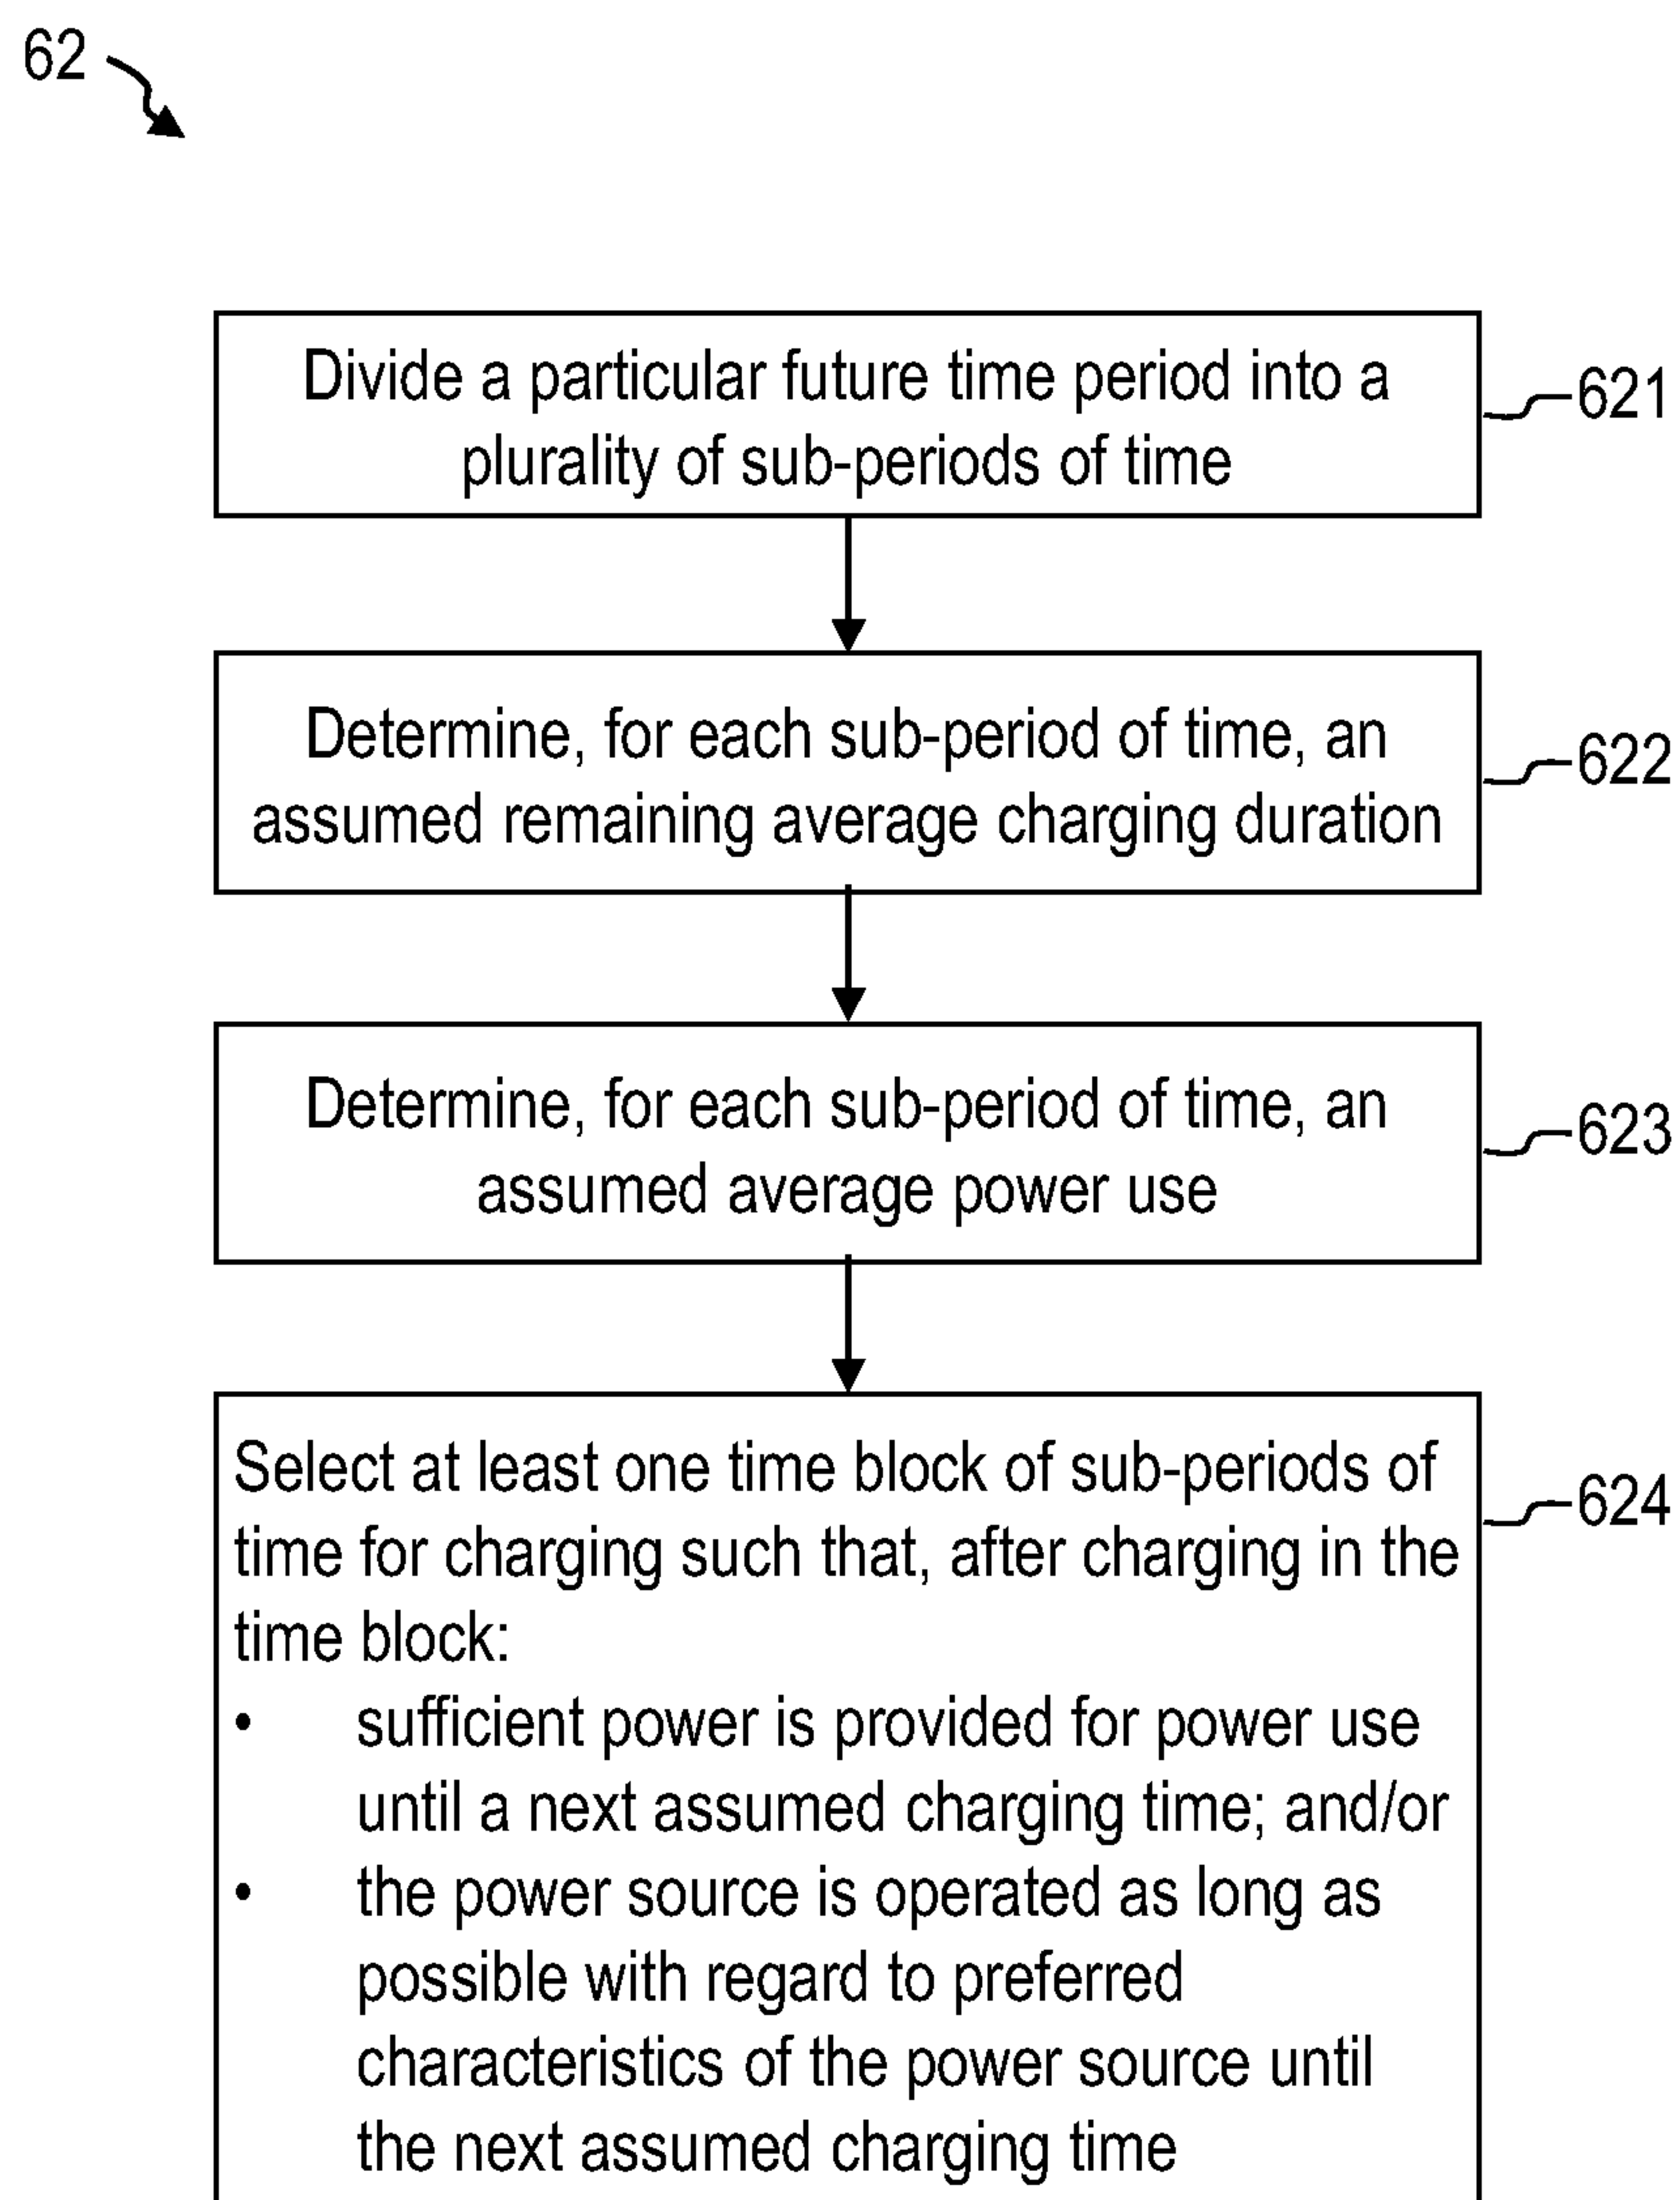 62
Divide a particular future time period into a
plurality of sub-periods of time
621
Determine, for each sub-period of time, an
assumed remaining average charging duration
622
Determine, for each sub-period of time, an
assumed average power use
623
Select at least one time block of sub-periods of
time for charging such that, after charging in the
time block:
• sufficient power is provided for power use
until a next assumed charging time; and/or
• the power source is operated as long as
possible with regard to preferred
characteristics of the power source until
the next assumed charging time
624